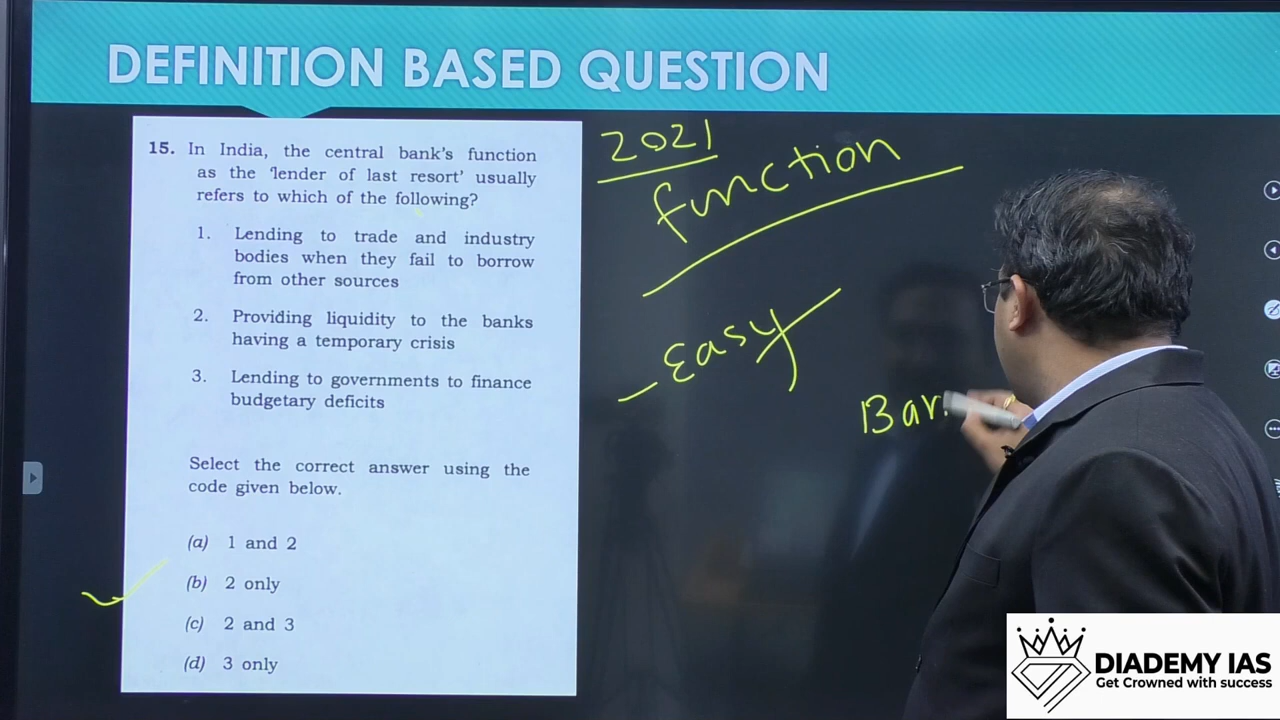 DEFINITION BASED QUESTION
15. In India, the central bank's function
as the 'lender of last resort' usually
refers to which of the following?
1. Lending to trade and industry
bodies when they fail to borrow
from other sources
2. Providing liquidity to the banks
having a temporary crisis
3. Lending to governments to finance
budgetary deficits
Select the correct answer using the
code given below.
(a) 1 and 2
(b) 2 only
(c) 2 and 3
(d) 3 only
2021
function
Easy
DIADEMY IAS
Get Crowned with success